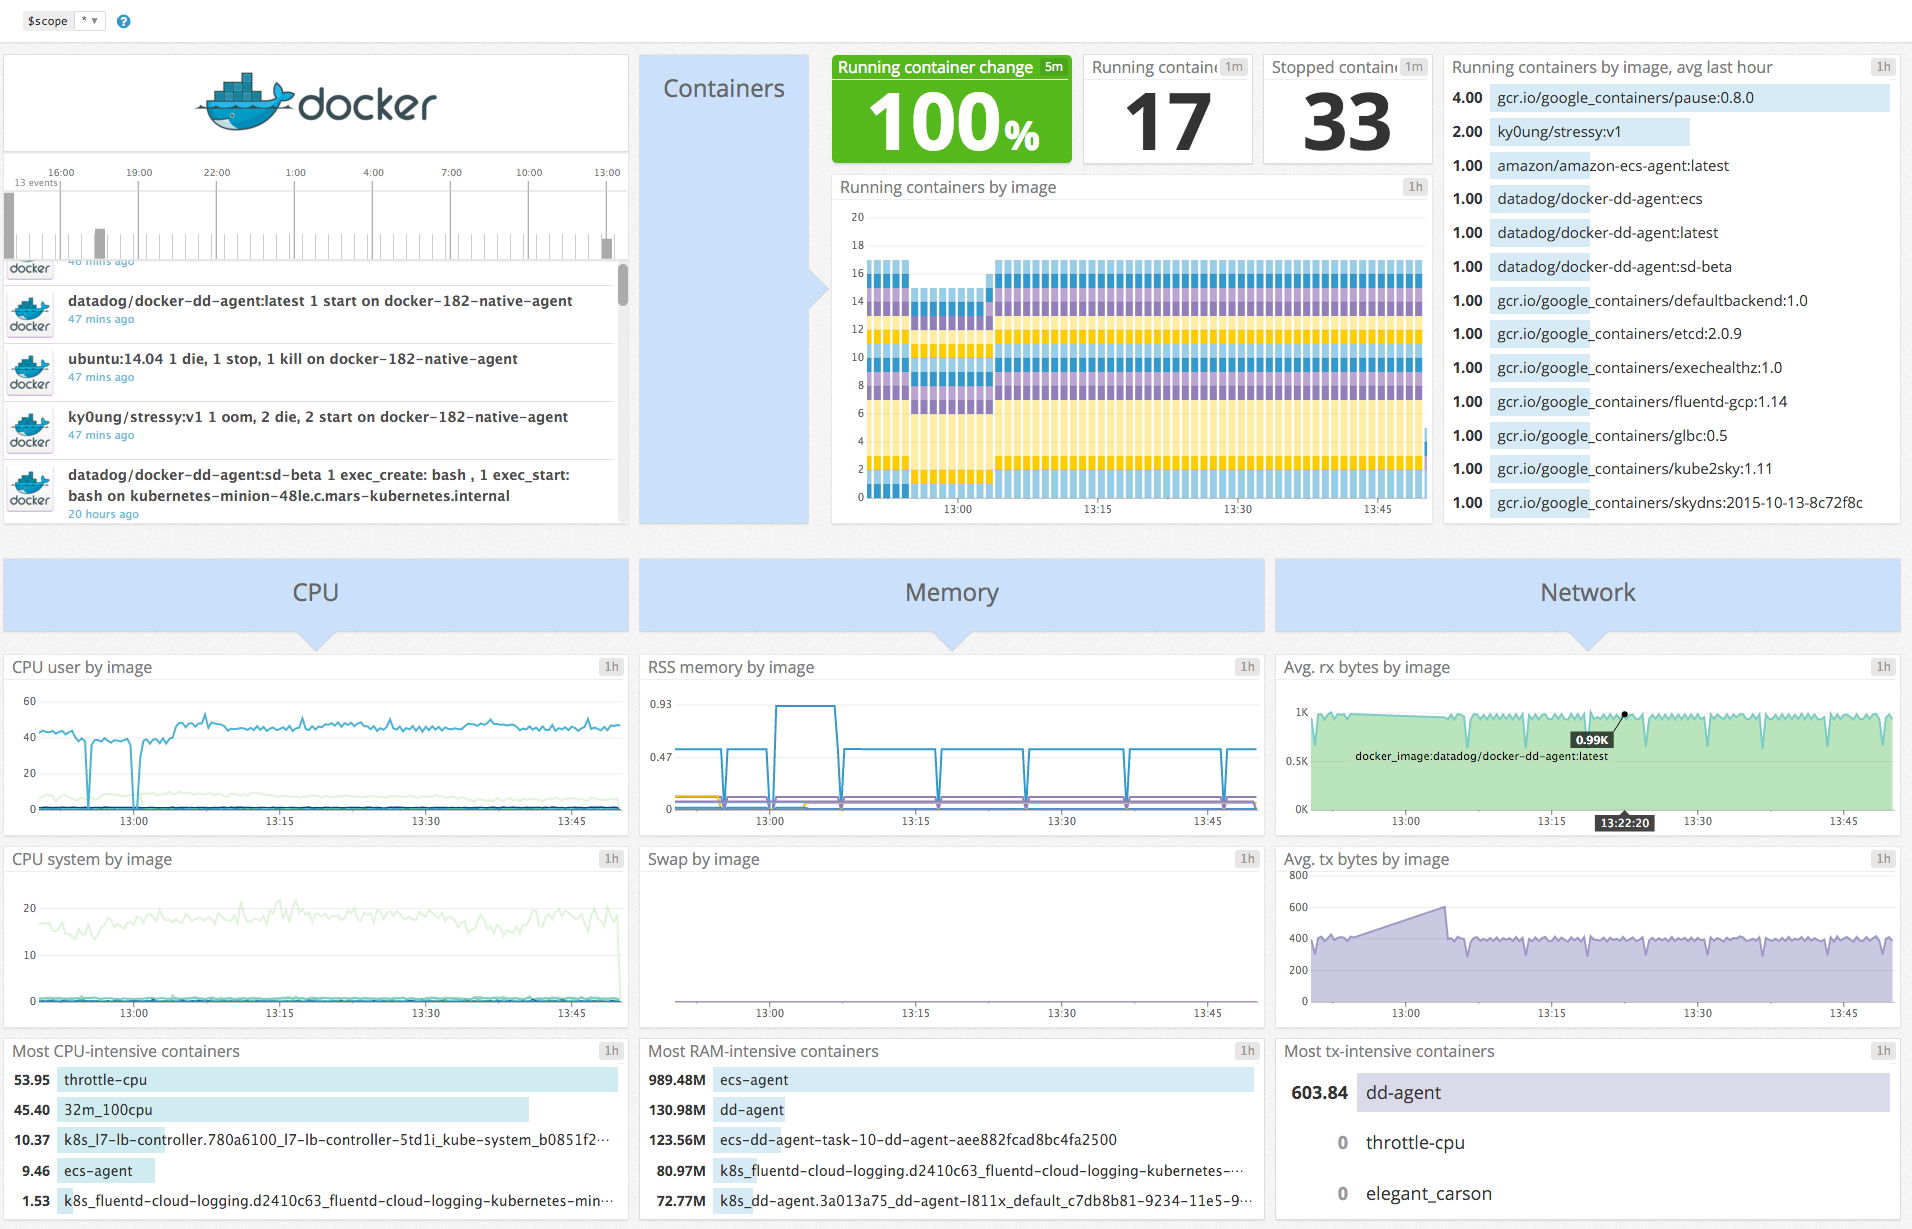 $scope * ▾ ?
docker
16:00 19:00 22:00 1:00 4:00 7:00 10:00 13:00
13 events
docker 46 mins ago
datadog/docker-dd-agent:latest 1 start on docker-182-native-agent
47 mins ago
docker
ubuntu:14.04 1 die, 1 stop, 1 kill on docker-182-native-agent
47 mins ago
docker
ky0ung/stressy:v1 1 oom, 2 die, 2 start on docker-182-native-agent
47 mins ago
docker
datadog/docker-dd-agent:sd-beta 1 exec_create: bash , 1 exec_start:
bash on kubernetes-minion-48le.c.mars-kubernetes.internal
docker
20 hours ago
Containers
Running container change 5m
100%
Running containe 1m
17
Stopped contain 1m
33
Running containers by image 1h
20
18
16
14
12
10
8
6
4
2
0
13:00 13:15 13:30 13:45
Running containers by image, avg last hour 1h
4.00 gcr.io/google_containers/pause:0.8.0
2.00 ky0ung/stressy:v1
1.00 amazon/amazon-ecs-agent:latest
1.00 datadog/docker-dd-agent:ecs
1.00 datadog/docker-dd-agent:latest
1.00 datadog/docker-dd-agent:sd-beta
1.00 gcr.io/google_containers/defaultbackend:1.0
1.00 gcr.io/google_containers/etcd:2.0.9
1.00 gcr.io/google_containers/exechealthz:1.0
1.00 gcr.io/google_containers/fluentd-gcp:1.14
1.00 gcr.io/google_containers/glbc:0.5
1.00 gcr.io/google_containers/kube2sky:1.11
1.00 gcr.io/google_containers/skydns:2015-10-13-8c72f8c
CPU
CPU user by image 1h
60
40
20
0
13:00 13:15 13:30 13:45
CPU system by image 1h
20
10
0
13:00 13:15 13:30 13:45
Most CPU-intensive containers 1h
53.95 throttle-cpu
45.40 32m_100cpu
10.37 k8s_l7-lb-controller.780a6100_l7-lb-controller-5td1i_kube-system_b0851f2···
9.46 ecs-agent
1.53 k8s_fluentd-cloud-logging.d2410c63_fluentd-cloud-logging-kubernetes-min···
Memory
RSS memory by image 1h
0.93
0.47
0
13:00 13:15 13:30 13:45
Swap by image 1h
13:00 13:15 13:30 13:45
Most RAM-intensive containers 1h
989.48M ecs-agent
130.98M dd-agent
123.56M ecs-dd-agent-task-10-dd-agent-aee882fcad8bc4fa2500
80.97M k8s_fluentd-cloud-logging.d2410c63_fluentd-cloud-logging-kubernetes-···
72.77M k8s_dd-agent.3a013a75_dd-agent-l811x_default_c7db8b81-9234-11e5-9···
Network
Avg. rx bytes by image 1h
1K
0.99K
0.5K docker_image:datadog/docker-dd-agent:latest
0K
13:00 13:15 13:22:20 13:30 13:45
Avg. tx bytes by image 1h
800
600
400
200
0
13:00 13:15 13:30 13:45
Most tx-intensive containers 1h
603.84 dd-agent
0 throttle-cpu
0 elegant_carson